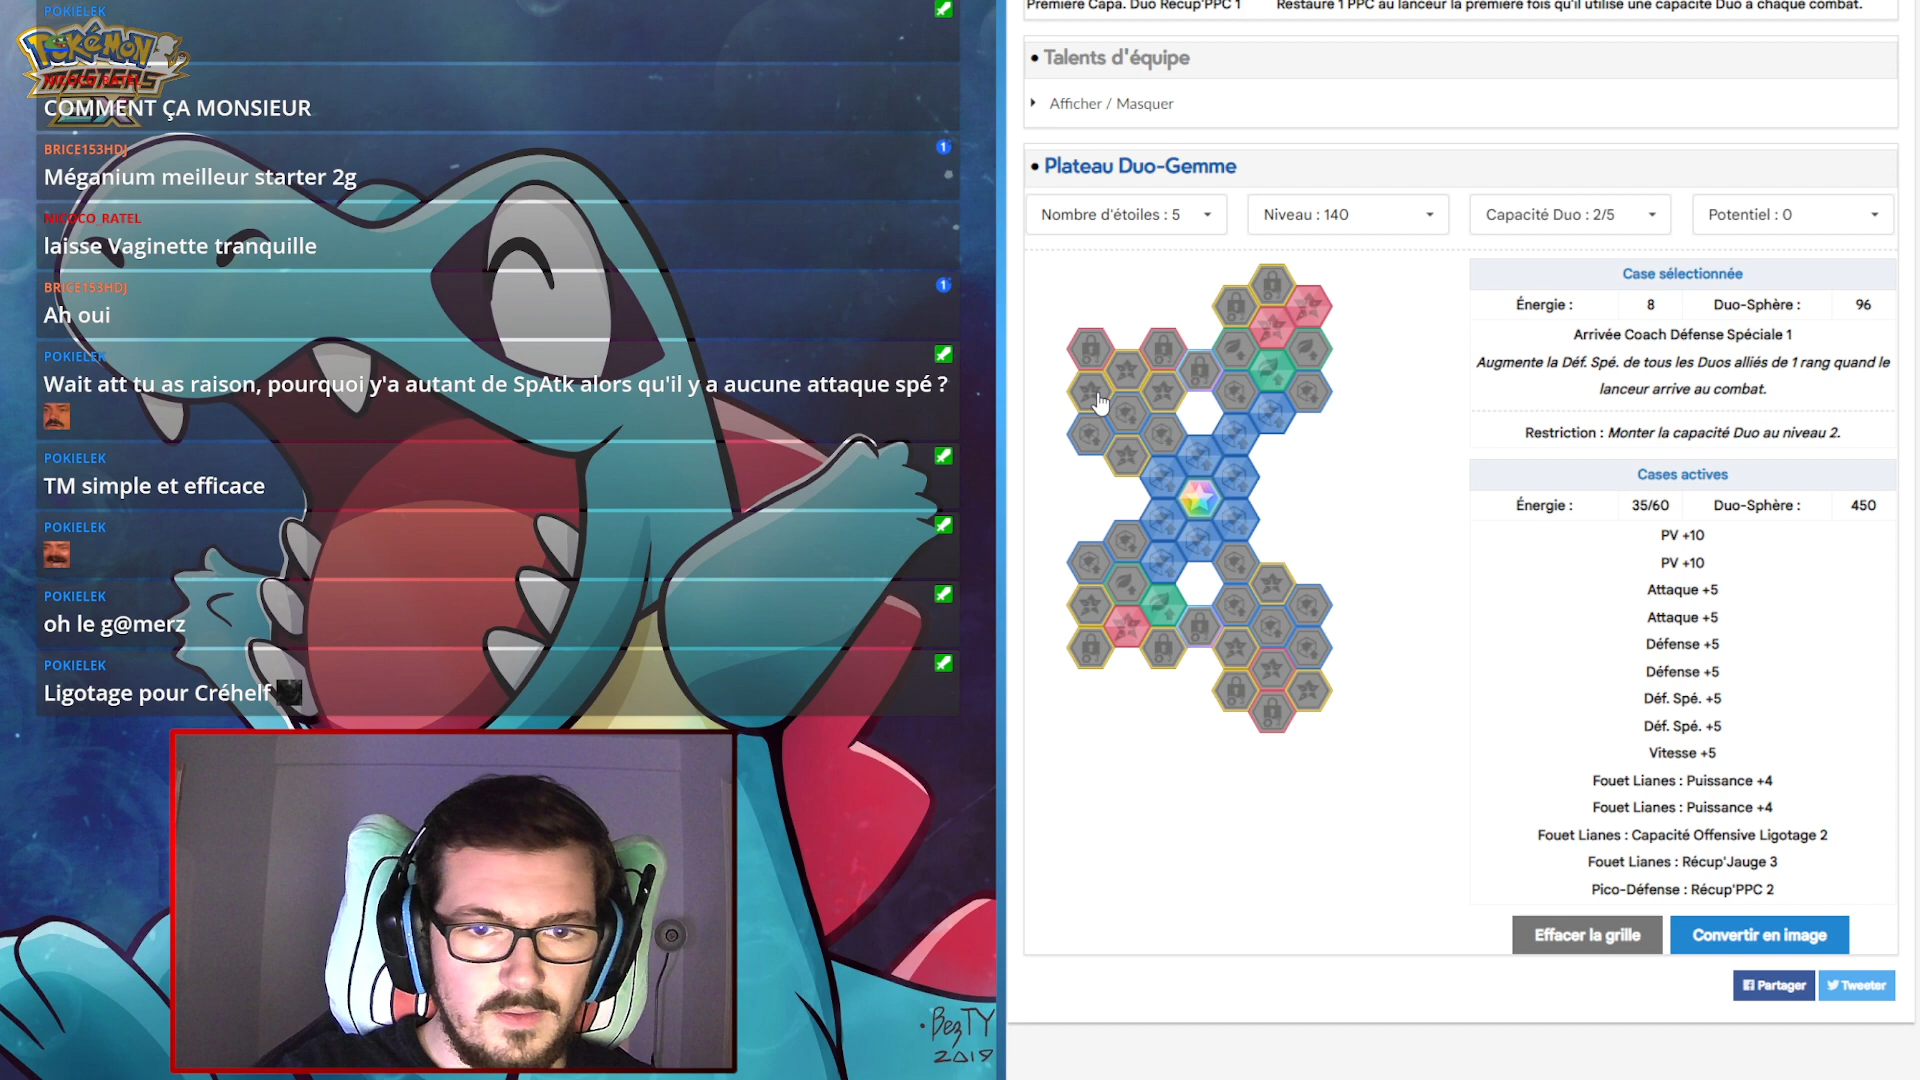 POKIELEK
POKÉMON
MASTERS
EX
NICOCO_RATEL
COMMENT ÇA MONSIEUR
BRICE153HDJ
1
Méganium meilleur starter 2g
NICOCO_RATEL
laisse Vaginette tranquille
BRICE153HDJ
1
Ah oui
POKIELEK
Wait att tu as raison, pourquoi y'a autant de SpAtk alors qu'il y a aucune attaque spé ?
POKIELEK
TM simple et efficace
POKIELEK
POKIELEK
oh le g@merz
POKIELEK
Ligotage pour Créhelf
BezTY
2019
Première Capa. Duo Récup'PPC 1 Restaure 1 PPC au lanceur la première fois qu'il utilise une capacité Duo à chaque combat.
• Talents d'équipe
Afficher / Masquer
• Plateau Duo-Gemme
Nombre d'étoiles : 5 Niveau : 140 Capacité Duo : 2/5 Potentiel : 0
Case sélectionnée
Énergie : 8 Duo-Sphère : 96
Arrivée Coach Défense Spéciale 1
Augmente la Déf. Spé. de tous les Duos alliés de 1 rang quand le
lanceur arrive au combat.
Restriction : Monter la capacité Duo au niveau 2.
Cases actives
Énergie : 35/60 Duo-Sphère : 450
PV +10
PV +10
Attaque +5
Attaque +5
Défense +5
Défense +5
Déf. Spé. +5
Déf. Spé. +5
Vitesse +5
Fouet Lianes : Puissance +4
Fouet Lianes : Puissance +4
Fouet Lianes : Capacité Offensive Ligotage 2
Fouet Lianes : Récup'Jauge 3
Pico-Défense : Récup'PPC 2
Effacer la grille Convertir en image
Partager Tweeter